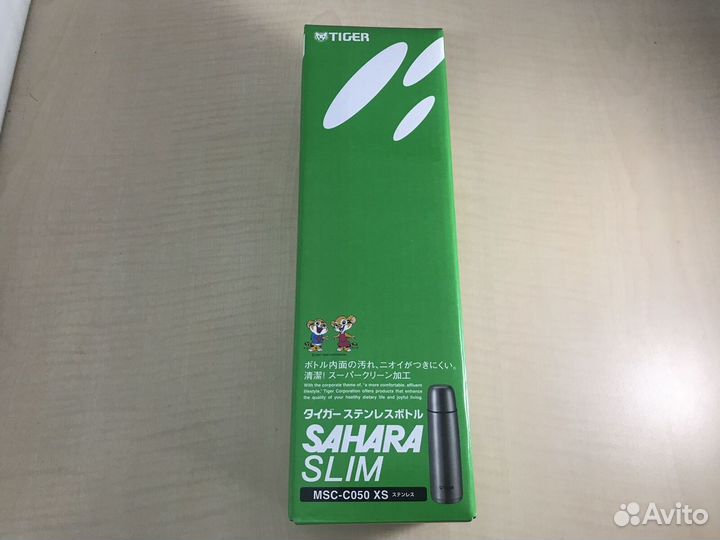 TIGER
ボトル内面の汚れ、ニオイがつきにくい。
清潔!スーパークリーン加工
With the corporate theme of, "a more comfortable, affluent
lifestyle," Tiger Corporation offers products that enhance
the quality of your healthy dietary life and joyful living.
タイガー ステンレスボトル
SAHARA
SLIM
MSC-C050 XS ステンレス
Avito